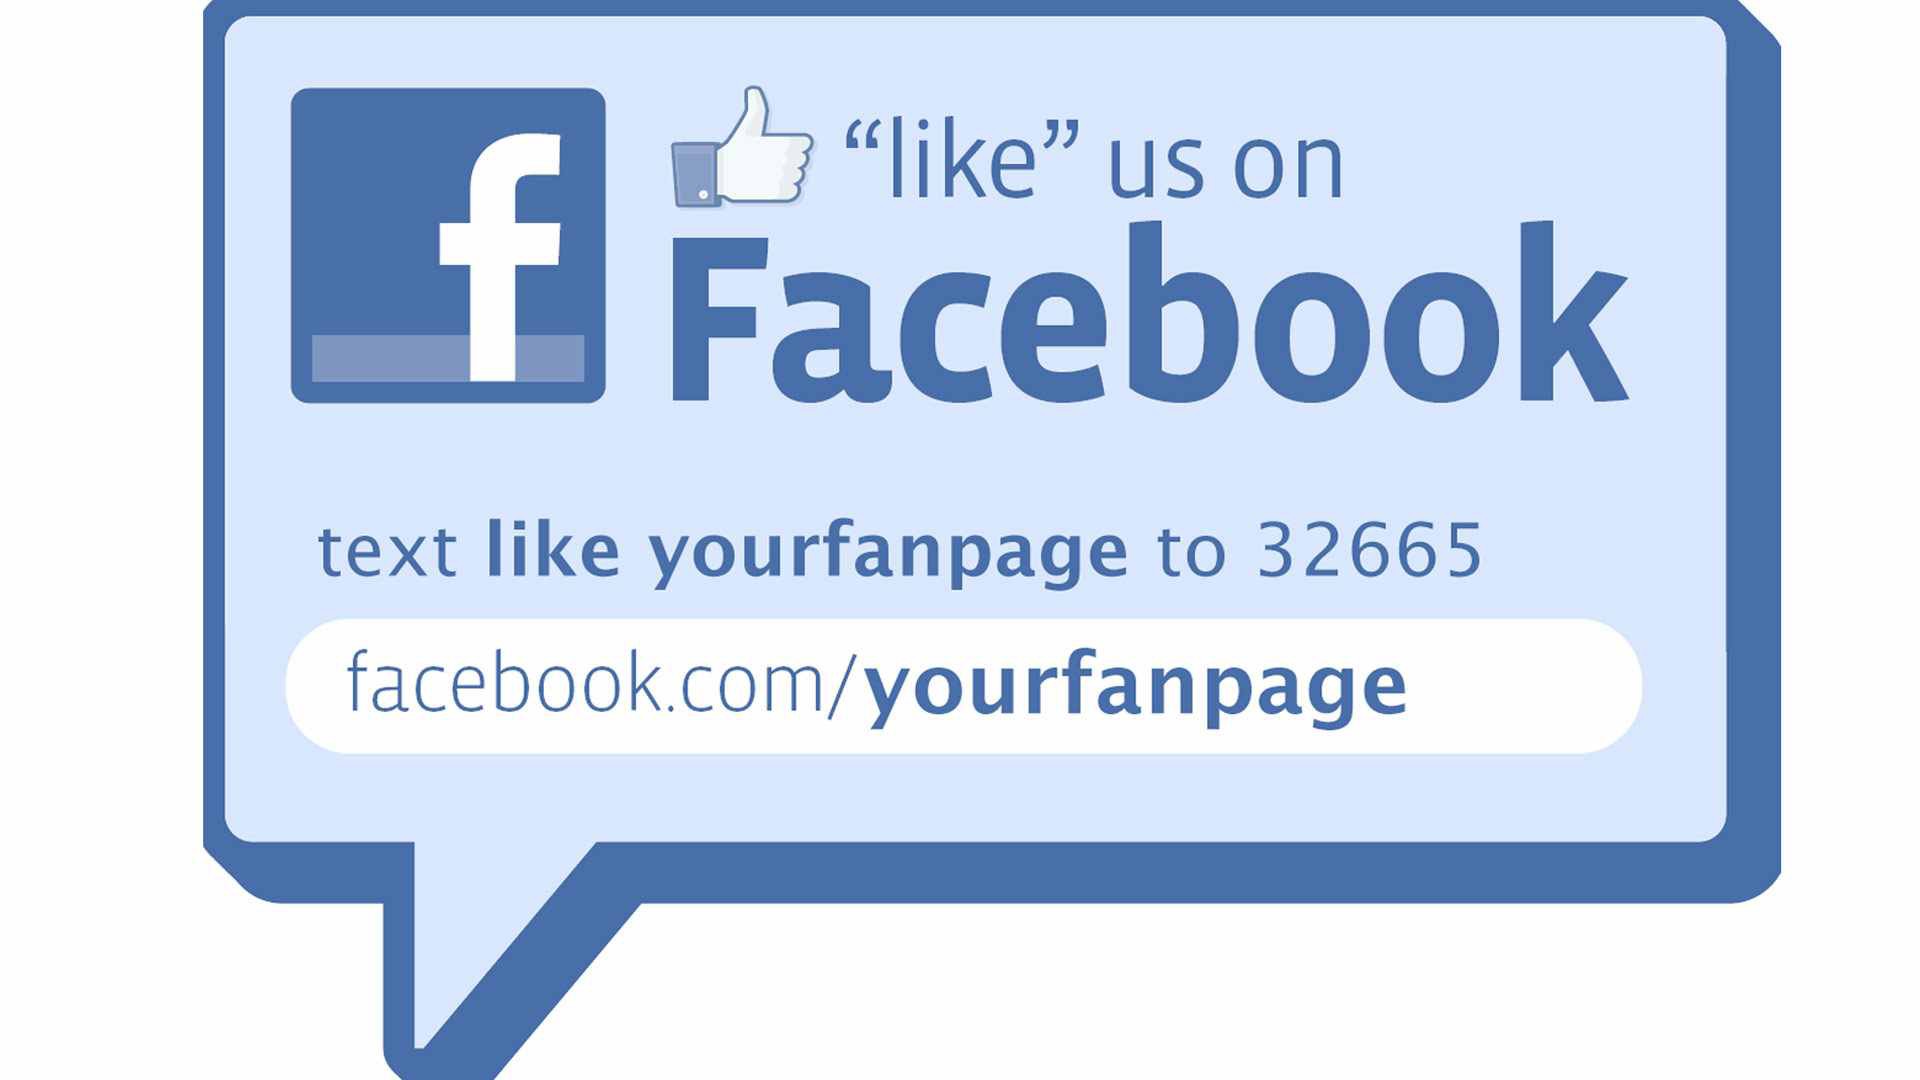 f
“like” us on
Facebook
text like yourfanpage to 32665
facebook.com/yourfanpage